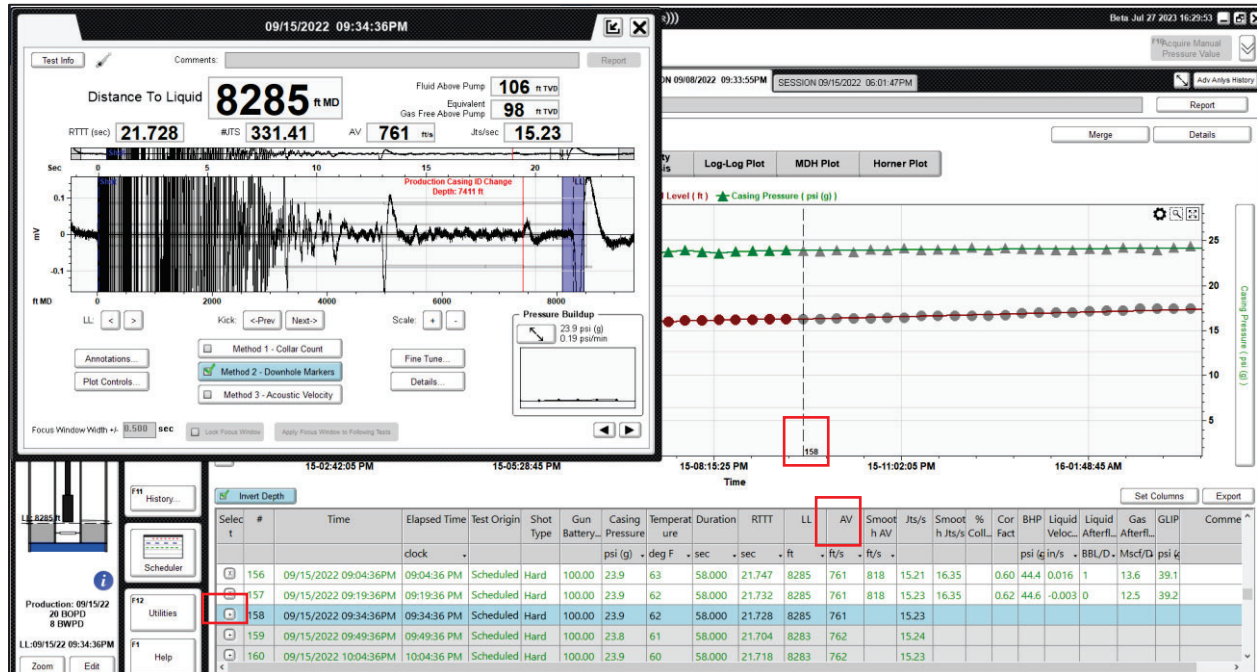 09/15/2022 09:34:36PM
Beta Jul 27 2023 16:29:53
F10 Acquire Manual Pressure Value
Test Info
Comments:
Report
ON 09/08/2022 09:33:55PM
SESSION 09/15/2022 06:01:47PM
Adv Anlys History
Report
Distance To Liquid 8285 ft MD
Fluid Above Pump 106 ft TVD
Equivalent
Gas Free Above Pump 98 ft TVD
RTTT (sec) 21.728 #JTS 331.41 AV 761 ft/s Jts/sec 15.23
Merge
Details
Log-Log Plot
MDH Plot
Horner Plot
Sec 0 5 10 15 20
Production Casing ID Change
Depth: 7411 ft
LL
Level ( ft )
Casing Pressure ( psi (g) )
0.1
mV
0
-0.1
ft MD 0 2000 4000 6000 8000
25
20
15
10
5
Casing Pressure ( psi (g) )
LL: < >
Kick: <-Prev Next->
Scale: + -
Pressure Buildup
23.9 psi (g)
0.19 psi/min
Annotations...
Plot Controls...
Method 1 - Collar Count
Method 2 - Downhole Markers
Method 3 - Acoustic Velocity
Fine Tune...
Details...
Focus Window Width +/- 0.500 sec
Lock Focus Window
Apply Focus Window to Following Tests
158
15-02:42:05 PM 15-05:28:45 PM 15-08:15:25 PM 15-11:02:05 PM 16-01:48:45 AM
Time
Invert Depth
Set Columns
Export
Select # Time Elapsed Time Test Origin Shot Type Gun Battery... Casing Pressure Temperature Duration RTTT LL AV Smooth AV Jts/s Smooth Jts/s % Coll... Cor Fact BHP Liquid Veloc... Liquid Afterfl... Gas Afterfl... GLIP Comme
clock psi (g) deg F sec sec ft ft/s ft/s psi (g in/s BBL/D Mscf/D psi (g
156 09/15/2022 09:04:36PM 09:04:36 PM Scheduled Hard 100.00 23.9 63 58.000 21.747 8285 761 818 15.21 16.35 0.60 44.4 0.016 1 13.6 39.1
157 09/15/2022 09:19:36PM 09:19:36 PM Scheduled Hard 100.00 23.9 62 58.000 21.732 8285 761 818 15.23 16.35 0.62 44.6 -0.003 0 12.5 39.2
158 09/15/2022 09:34:36PM 09:34:36 PM Scheduled Hard 100.00 23.9 62 58.000 21.728 8285 761 15.23
159 09/15/2022 09:49:36PM 09:49:36 PM Scheduled Hard 100.00 23.8 61 58.000 21.704 8283 762 15.24
160 09/15/2022 10:04:36PM 10:04:36 PM Scheduled Hard 100.00 23.9 60 58.000 21.718 8283 762 15.23
LL: 8285 ft
Production: 09/15/22
20 BOPD
8 BWPD
LL:09/15/22 09:34:36PM
Zoom
Edit
F11 History...
Scheduler
F12 Utilities
F1 Help